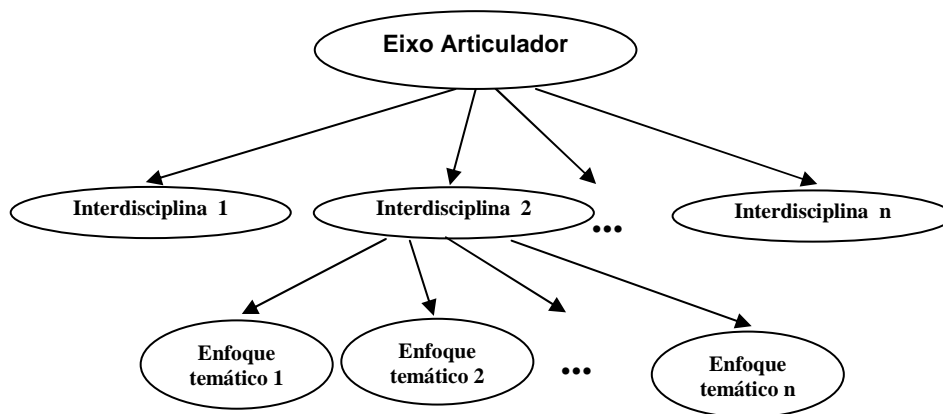 Eixo Articulador
Interdisciplina 1
Interdisciplina 2
...
Interdisciplina n
Enfoque
temático 1
Enfoque
temático 2
...
Enfoque
temático n